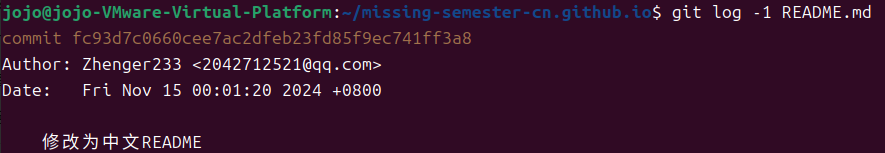 jojo@jojo-VMware-Virtual-Platform:~/missing-semester-cn.github.io$ git log -1 README.md
commit fc93d7c0660cee7ac2dfeb23fd85f9ec741ff3a8
Author: Zhenger233 <2042712521@qq.com>
Date:   Fri Nov 15 00:01:20 2024 +0800
    修改为中文README